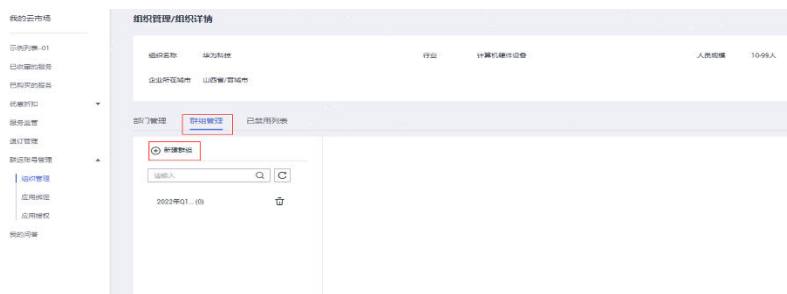 我的云市场
示例列表-01
已收藏的服务
已购买的服务
优惠折扣
服务运营
退订管理
联运账号管理
组织管理
应用绑定
应用授权
我的问答
组织管理/组织详情
组织名称 华为科技 行业 计算机硬件设备 人员规模 10-99人
企业所在城市 山西省/晋城市
部门管理 群组管理 已禁用列表
新建群组
请输入
2022年Q1... (0)